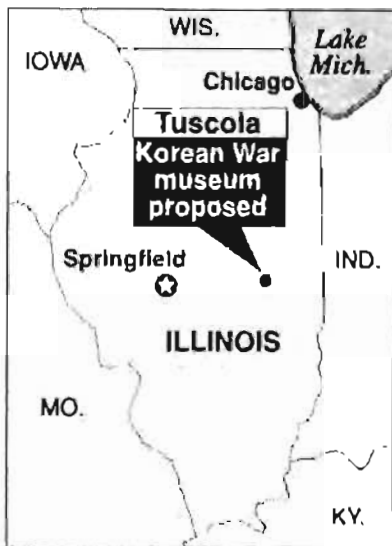 WIS.
Lake
Mich.
IOWA
Chicago
Tuscola
Korean War
museum
proposed
Springfield
IND.
ILLINOIS
MO.
KY.